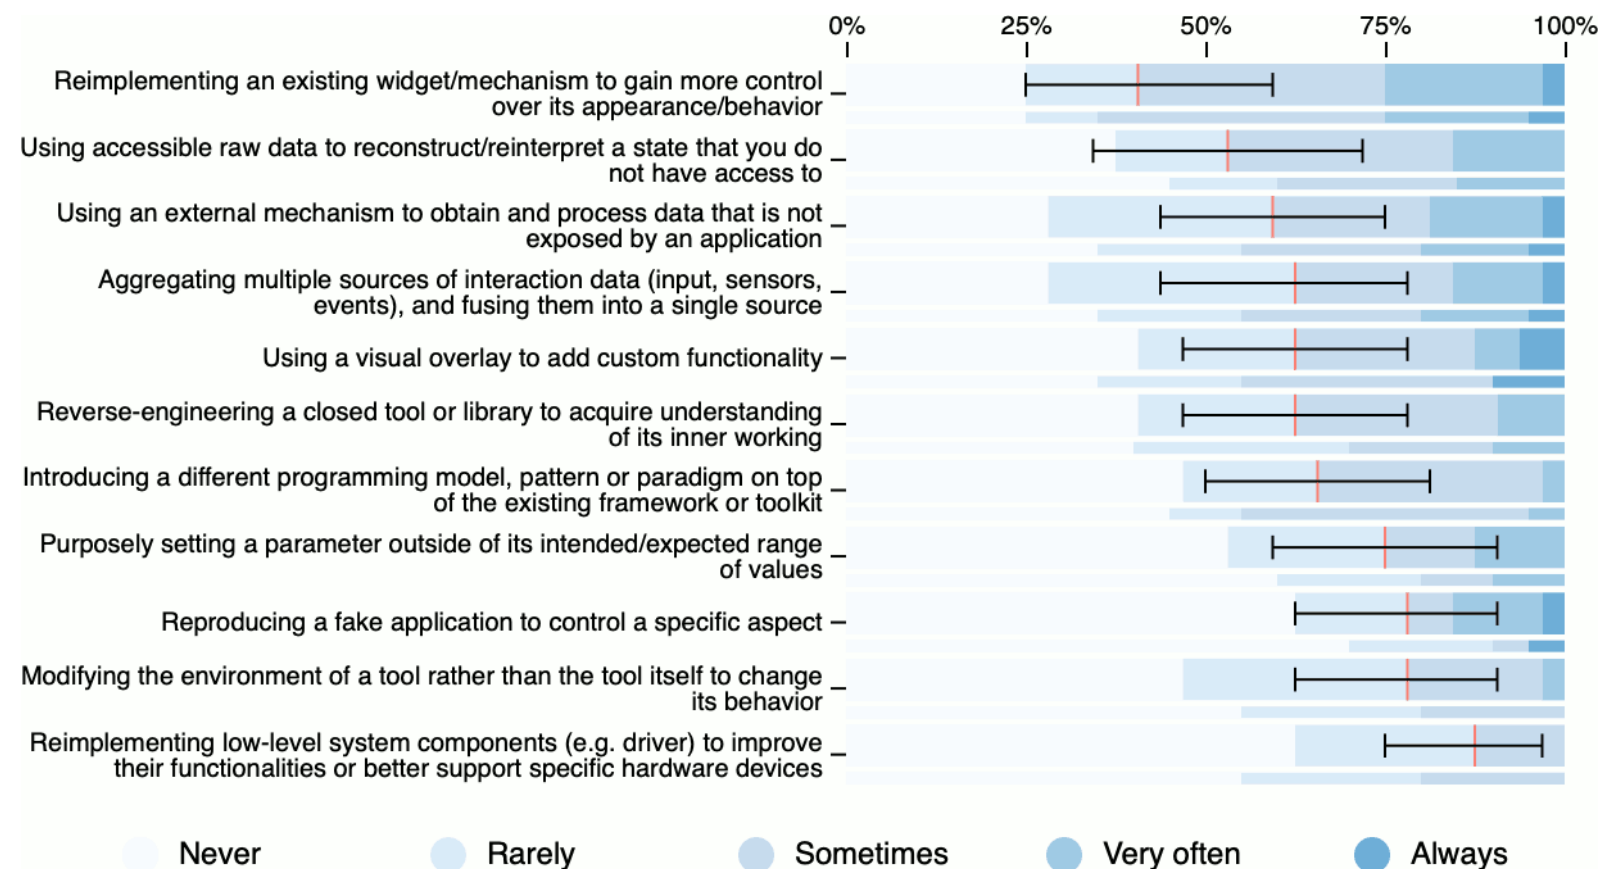 0% 25% 50% 75% 100%
Reimplementing an existing widget/mechanism to gain more control
over its appearance/behavior
Using accessible raw data to reconstruct/reinterpret a state that you do
not have access to
Using an external mechanism to obtain and process data that is not
exposed by an application
Aggregating multiple sources of interaction data (input, sensors,
events), and fusing them into a single source
Using a visual overlay to add custom functionality
Reverse-engineering a closed tool or library to acquire understanding
of its inner working
Introducing a different programming model, pattern or paradigm on top
of the existing framework or toolkit
Purposely setting a parameter outside of its intended/expected range
of values
Reproducing a fake application to control a specific aspect
Modifying the environment of a tool rather than the tool itself to change
its behavior
Reimplementing low-level system components (e.g. driver) to improve
their functionalities or better support specific hardware devices
Never Rarely Sometimes Very often Always